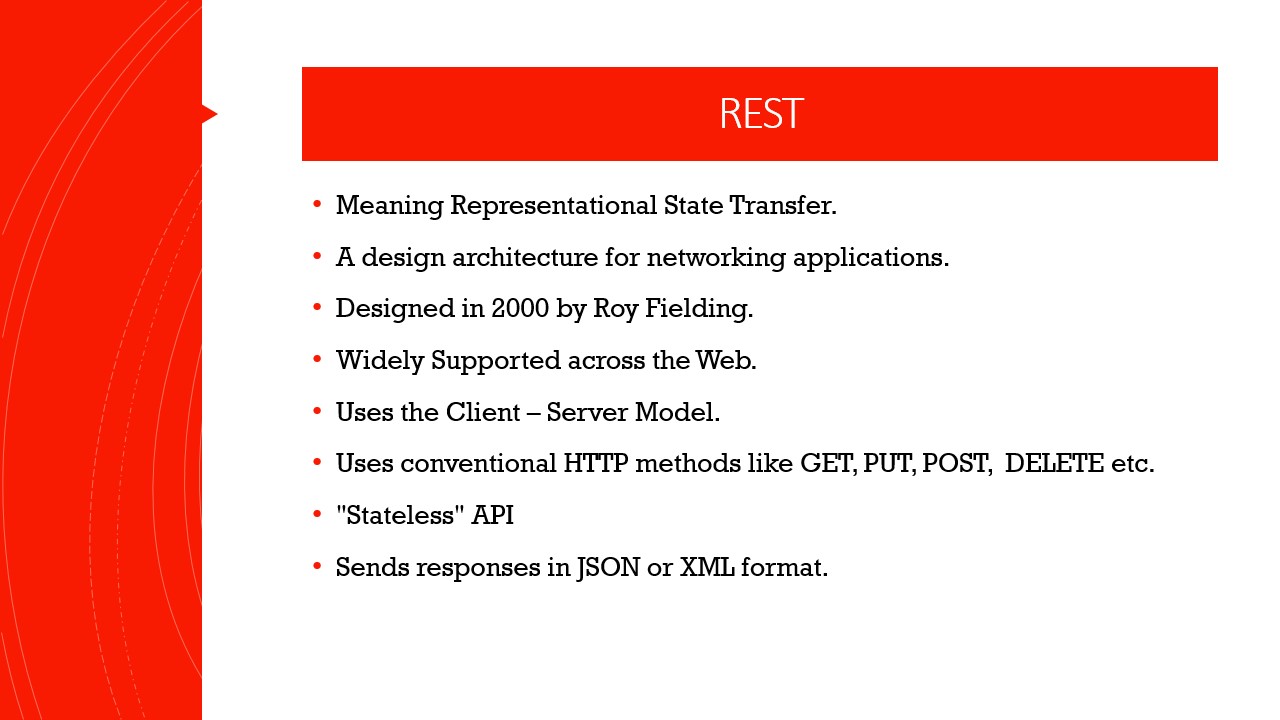 REST
• Meaning Representational State Transfer.
• A design architecture for networking applications.
• Designed in 2000 by Roy Fielding.
• Widely Supported across the Web.
• Uses the Client – Server Model.
• Uses conventional HTTP methods like GET, PUT, POST,  DELETE etc.
• "Stateless" API
• Sends responses in JSON or XML format.